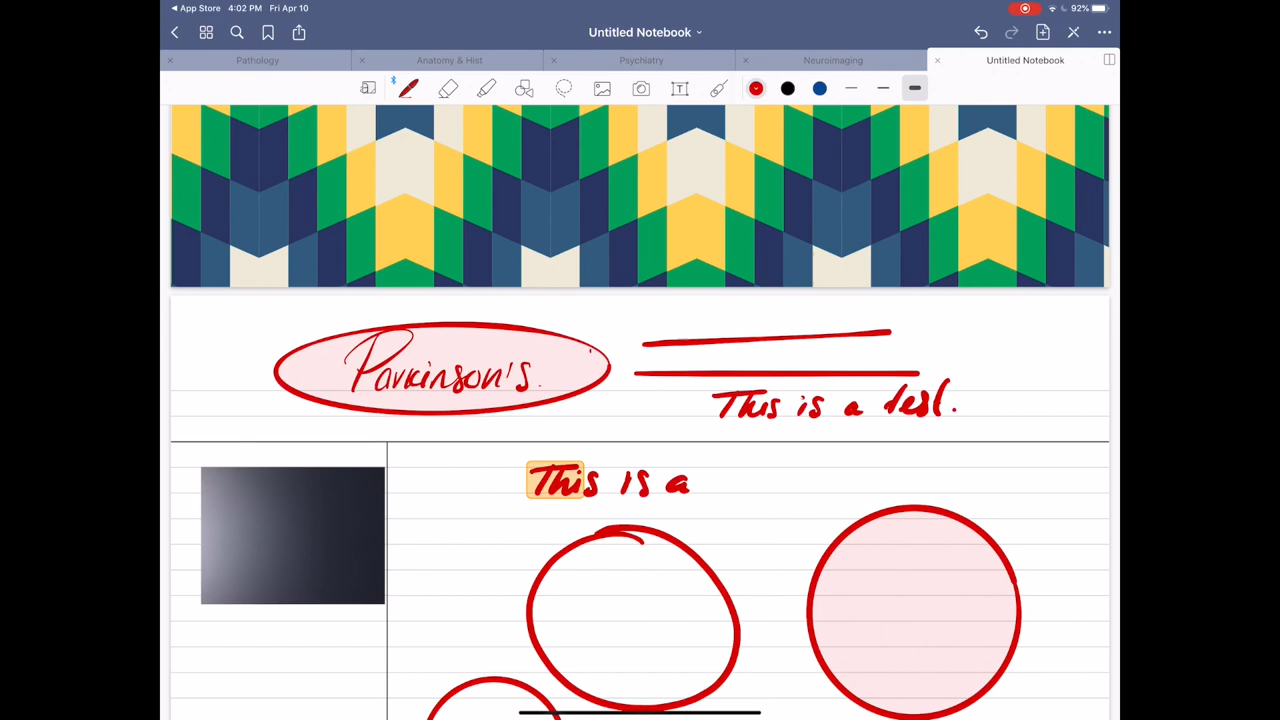 App Store 4:02 PM Fri Apr 10 92%
Untitled Notebook
Pathology Anatomy & Hist Psychiatry Neuroimaging Untitled Notebook
T
Parkinson's.
This is a test.
This is a